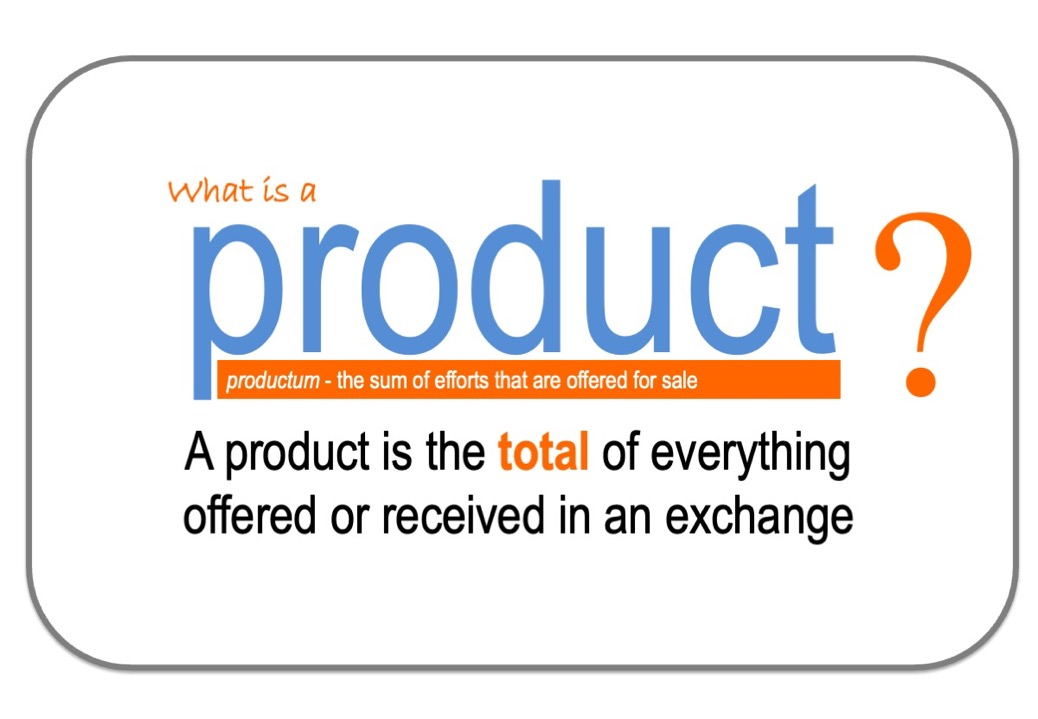 What is a
product ?
productum - the sum of efforts that are offered for sale
A product is the total of everything
offered or received in an exchange